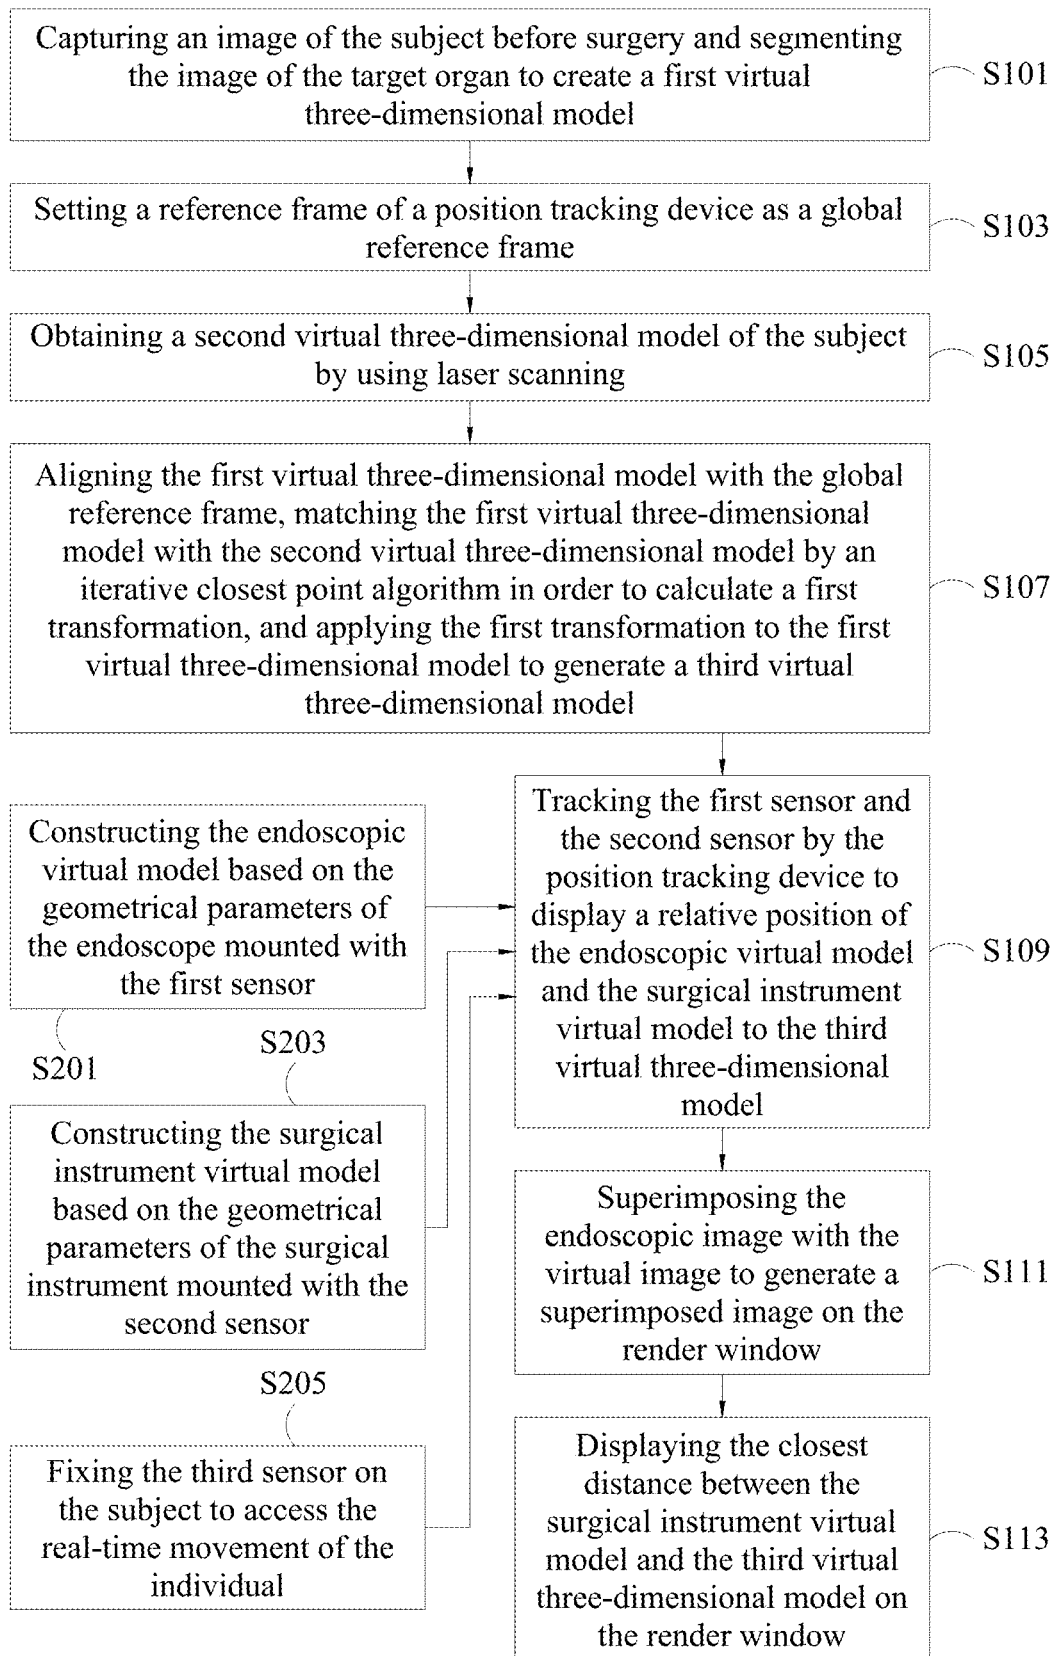 Capturing an image of the subject before surgery and segmenting
the image of the target organ to create a first virtual
three-dimensional model
S101
Setting a reference frame of a position tracking device as a global
reference frame
S103
Obtaining a second virtual three-dimensional model of the subject
by using laser scanning
S105
Aligning the first virtual three-dimensional model with the global
reference frame, matching the first virtual three-dimensional
model with the second virtual three-dimensional model by an
iterative closest point algorithm in order to calculate a first
transformation, and applying the first transformation to the first
virtual three-dimensional model to generate a third virtual
three-dimensional model
S107
Constructing the endoscopic
virtual model based on the
geometrical parameters of
the endoscope mounted with
the first sensor
S201
Tracking the first sensor and
the second sensor by the
position tracking device to
display a relative position of
the endoscopic virtual model
and the surgical instrument
virtual model to the third
virtual three-dimensional
model
S109
S203
Constructing the surgical
instrument virtual model
based on the geometrical
parameters of the surgical
instrument mounted with the
second sensor
Superimposing the
endoscopic image with the
virtual image to generate a
superimposed image on the
render window
S111
S205
Fixing the third sensor on
the subject to access the
real-time movement of the
individual
Displaying the closest
distance between the
surgical instrument virtual
model and the third virtual
three-dimensional model on
the render window
S113